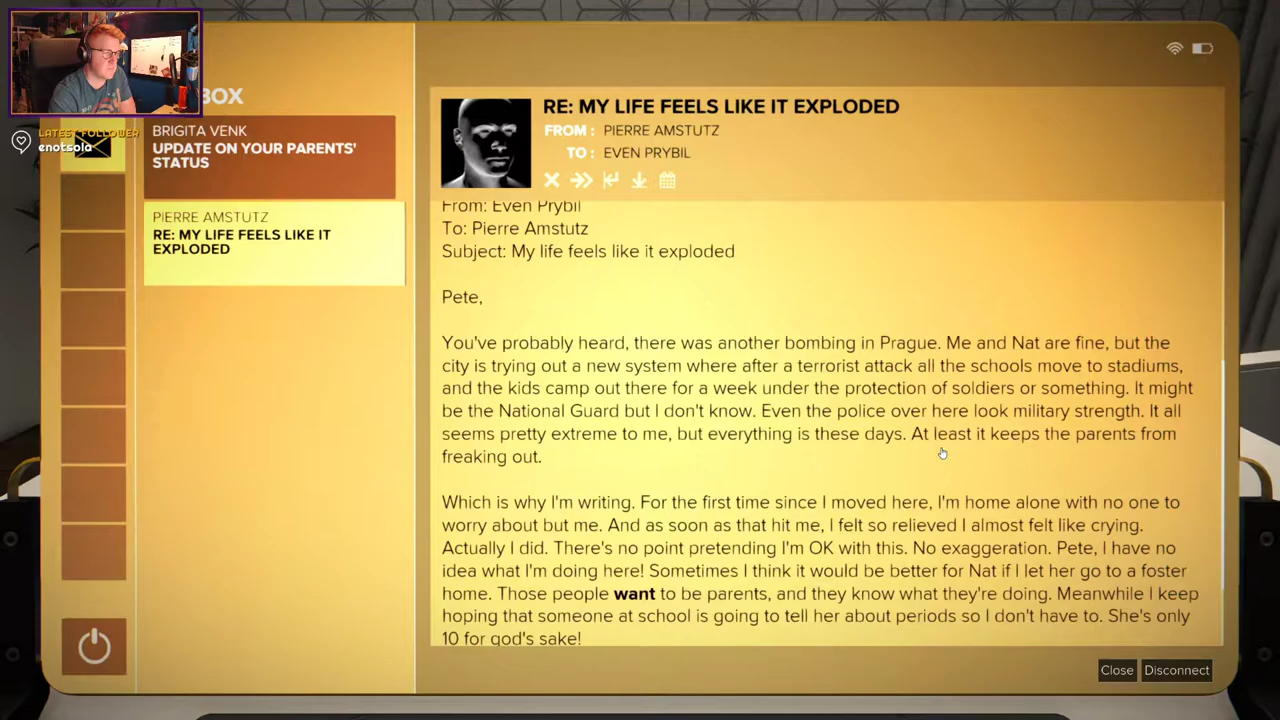 LATEST FOLLOWER
enotsola
BOX
BRIGITA VENK
UPDATE ON YOUR PARENTS'
STATUS
PIERRE AMSTUTZ
RE: MY LIFE FEELS LIKE IT
EXPLODED
RE: MY LIFE FEELS LIKE IT EXPLODED
FROM : PIERRE AMSTUTZ
TO : EVEN PRYBIL
From: Even Prybil
To: Pierre Amstutz
Subject: My life feels like it exploded
Pete,
You've probably heard, there was another bombing in Prague. Me and Nat are fine, but the
city is trying out a new system where after a terrorist attack all the schools move to stadiums,
and the kids camp out there for a week under the protection of soldiers or something. It might
be the National Guard but I don't know. Even the police over here look military strength. It all
seems pretty extreme to me, but everything is these days. At least it keeps the parents from
freaking out.
Which is why I'm writing. For the first time since I moved here, I'm home alone with no one to
worry about but me. And as soon as that hit me, I felt so relieved I almost felt like crying.
Actually I did. There's no point pretending I'm OK with this. No exaggeration. Pete, I have no
idea what I'm doing here! Sometimes I think it would be better for Nat if I let her go to a foster
home. Those people want to be parents, and they know what they're doing. Meanwhile I keep
hoping that someone at school is going to tell her about periods so I don't have to. She's only
10 for god's sake!
Close
Disconnect